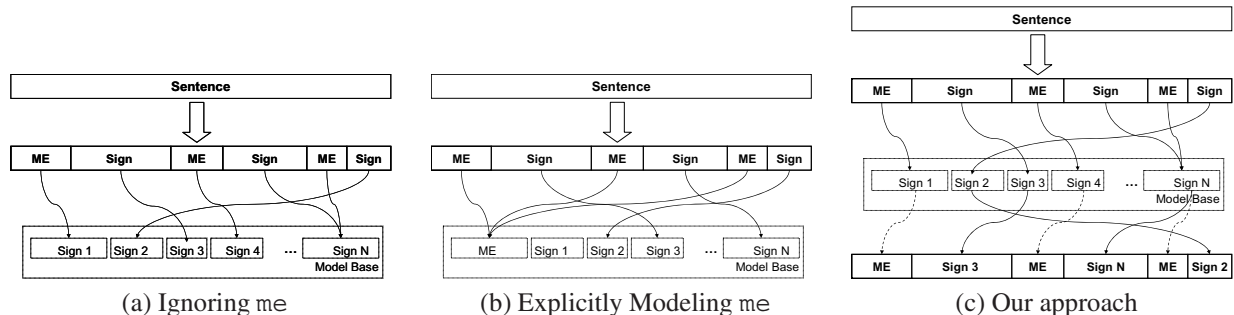 Sentence
ME Sign ME Sign ME Sign
Sign 1 Sign 2 Sign 3 Sign 4 ... Sign N
Model Base
(a) Ignoring me
Sentence
ME Sign ME Sign ME Sign
ME Sign 1 Sign 2 Sign 3 ... Sign N
Model Base
(b) Explicitly Modeling me
Sentence
ME Sign ME Sign ME Sign
Sign 1 Sign 2 Sign 3 Sign 4 ... Sign N
Model Base
ME Sign 3 ME Sign N ME Sign 2
(c) Our approach